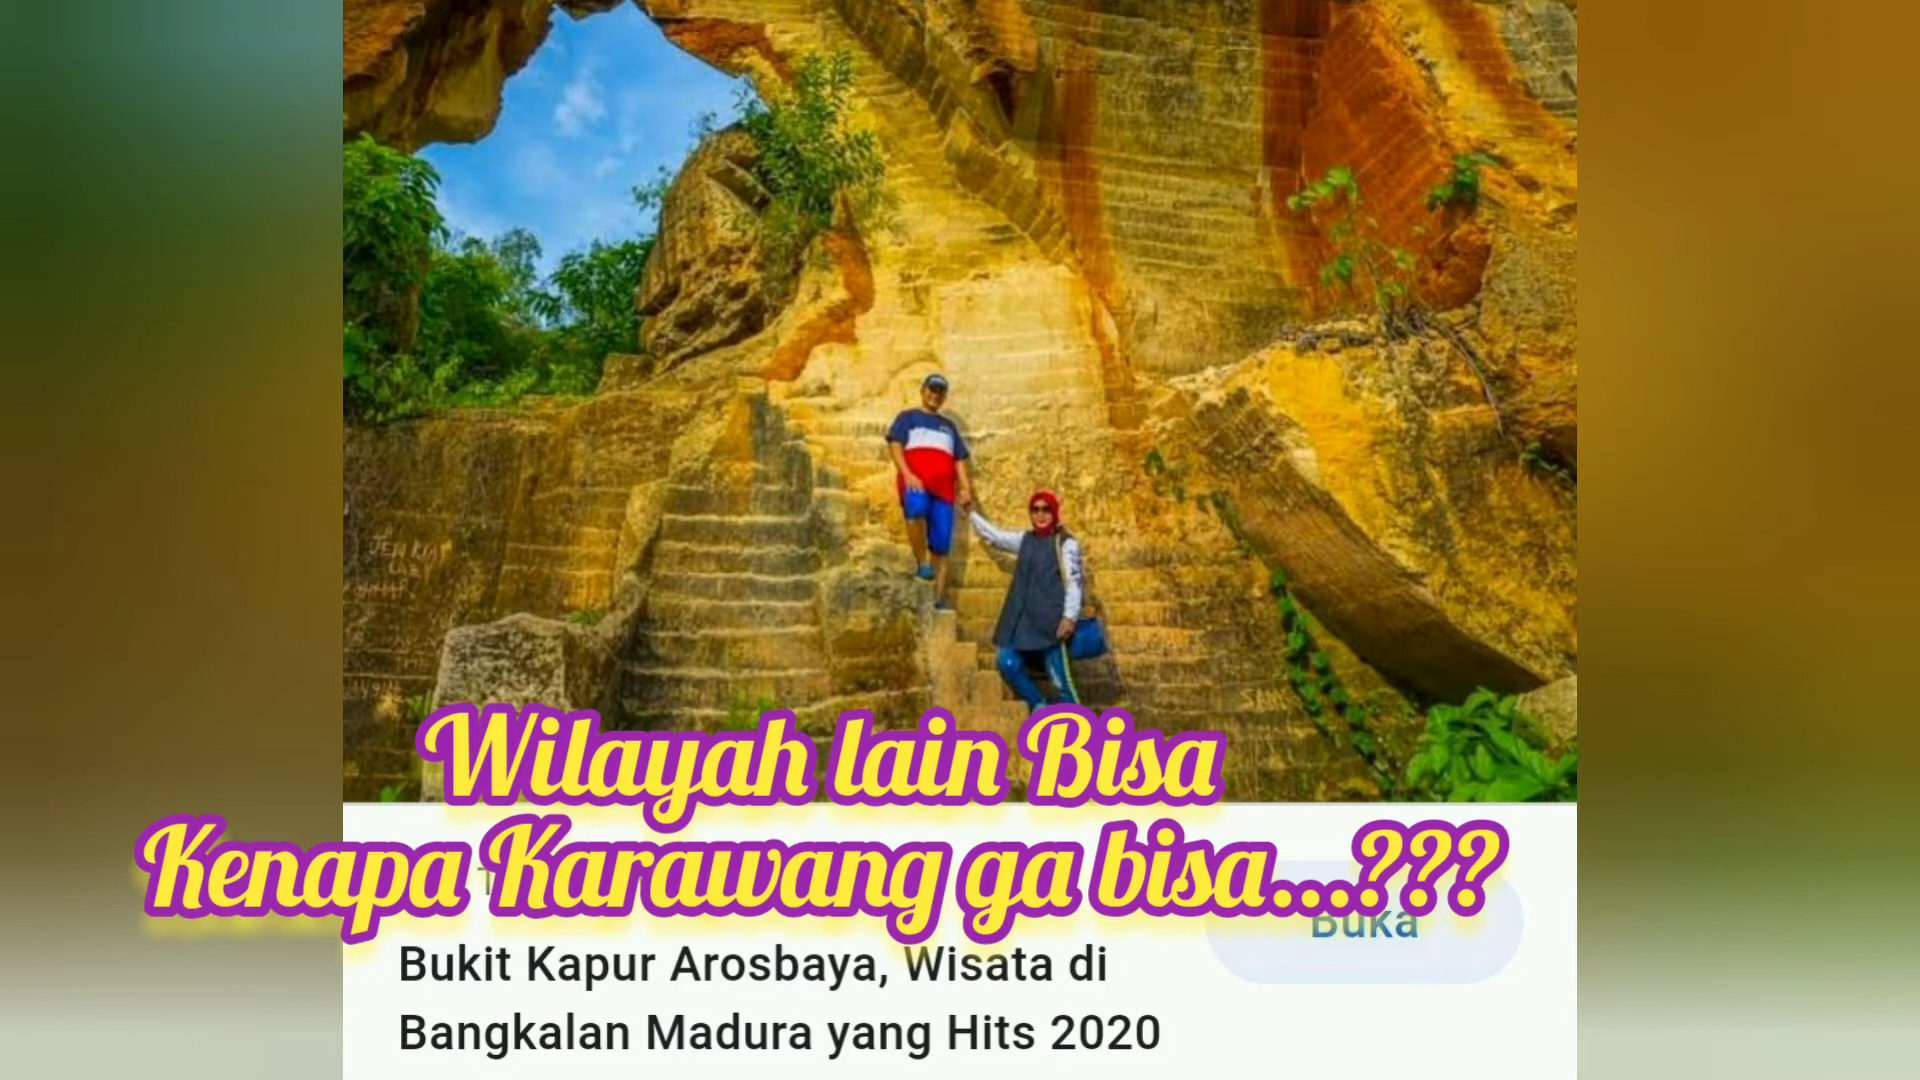 Wilayah lain Bisa
Kenapa Karawang ga bisa...???
Buka
Bukit Kapur Arosbaya, Wisata di
Bangkalan Madura yang Hits 2020